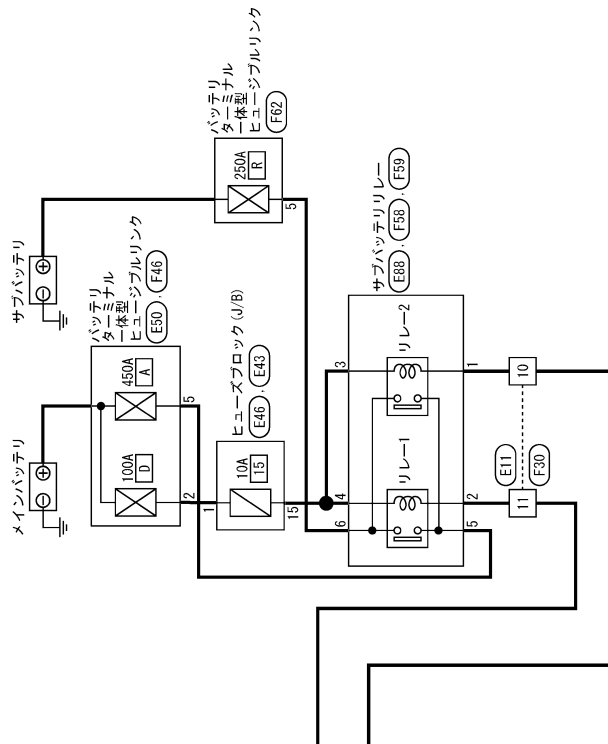 メインバッテリ
サブバッテリ
バッテリ
ターミナル
一体型
ヒュージブルリンク
E50 , F46
100A
D
450A
A
2
5
バッテリ
ターミナル
一体型
ヒュージブルリンク
F62
250A
R
5
ヒューズブロック(J/B)
E46 , E43
10A
15
1
15
サブバッテリリレー
E88 , F58 , F59
6
4
3
リレー1
リレー2
5
2
1
E11
F30
11
10